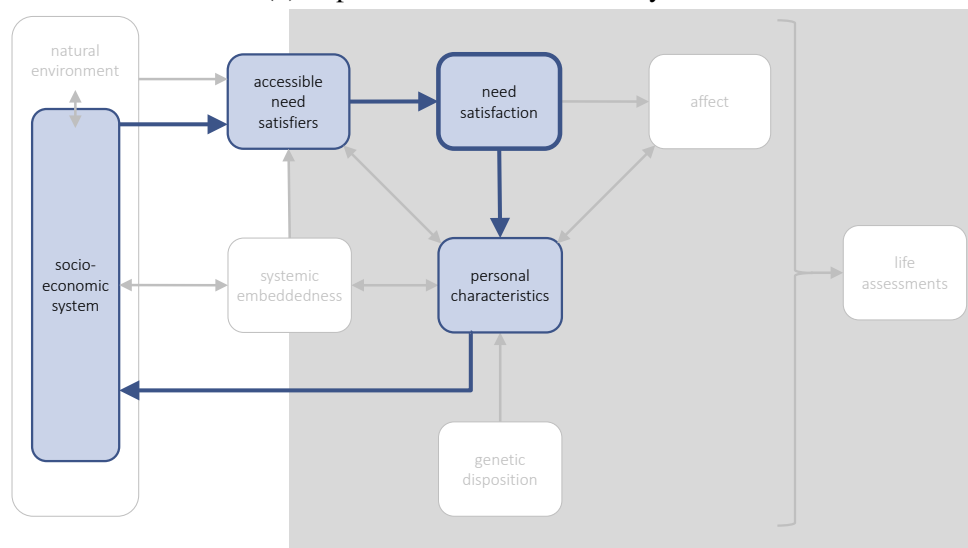 natural
environment
accessible
need
satisfiers
need
satisfaction
affect
socio-
economic
system
systemic
embeddedness
personal
characteristics
life
assessments
genetic
disposition